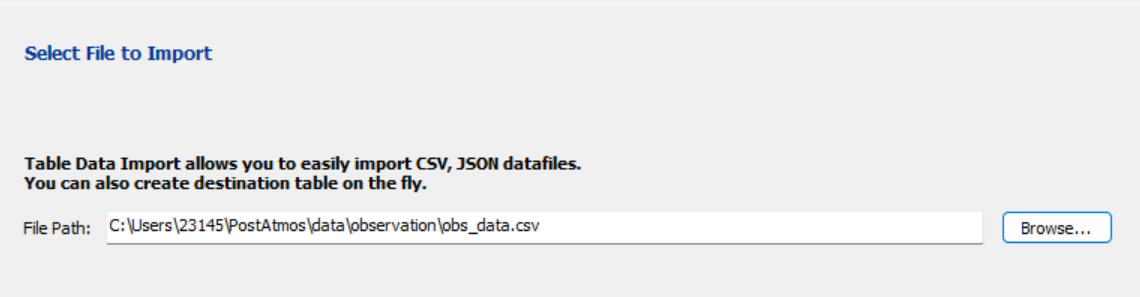 Select File to Import
Table Data Import allows you to easily import CSV, JSON datafiles.
You can also create destination table on the fly.
File Path: C:\Users\23145\PostAtmos\data\observation\obs_data.csv Browse...